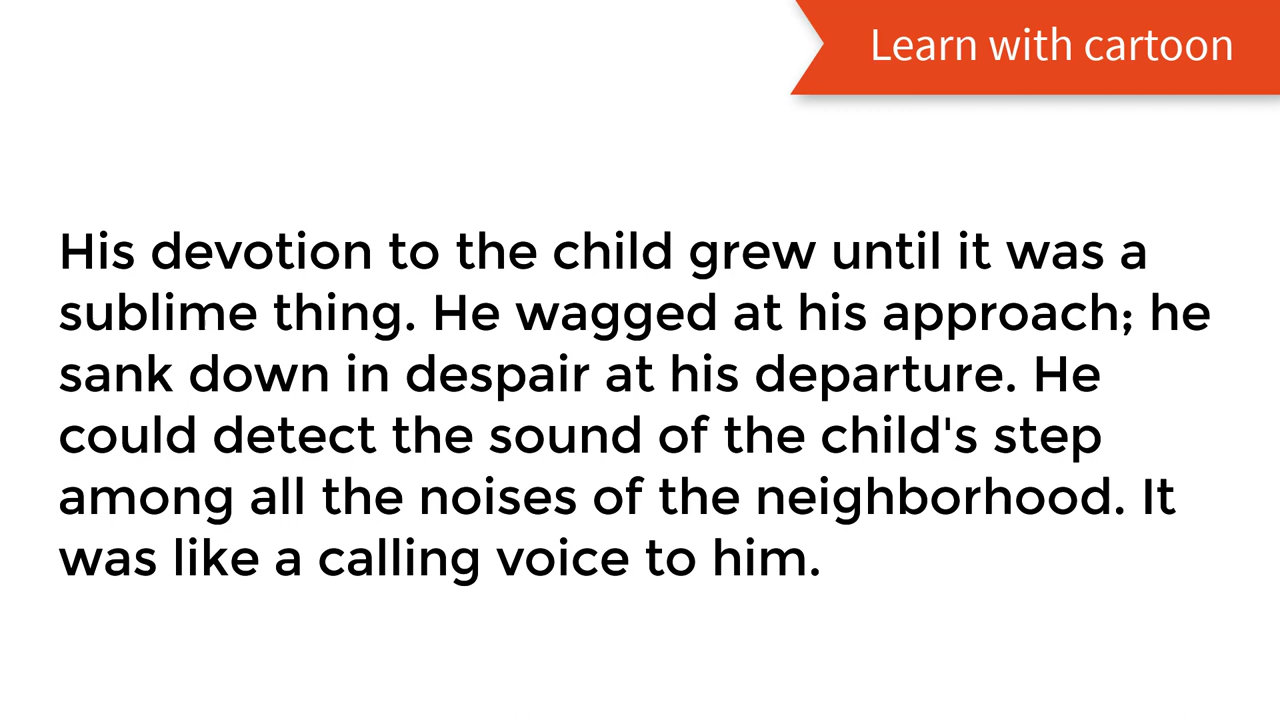 Learn with cartoon
His devotion to the child grew until it was a
sublime thing. He wagged at his approach; he
sank down in despair at his departure. He
could detect the sound of the child's step
among all the noises of the neighborhood. It
was like a calling voice to him.